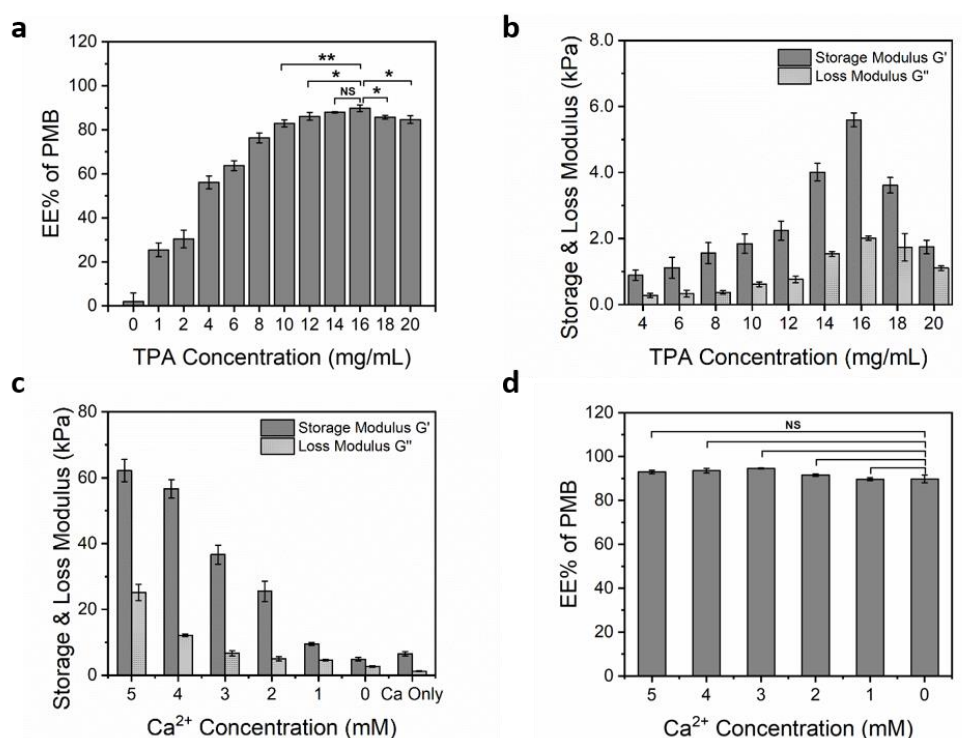 a
EE% of PMB
120
100
80
60
40
20
0
**
*
*
NS
*
0 1 2 4 6 8 10 12 14 16 18 20
TPA Concentration (mg/mL)
b
Storage & Loss Modulus (kPa)
8.0
6.0
4.0
2.0
0.0
Storage Modulus G'
Loss Modulus G"
4 6 8 10 12 14 16 18 20
TPA Concentration (mg/mL)
c
Storage & Loss Modulus (kPa)
80
60
40
20
0
Storage Modulus G'
Loss Modulus G"
5 4 3 2 1 0 Ca Only
Ca²⁺ Concentration (mM)
d
EE% of PMB
120
100
80
60
40
20
0
NS
5 4 3 2 1 0
Ca²⁺ Concentration (mM)